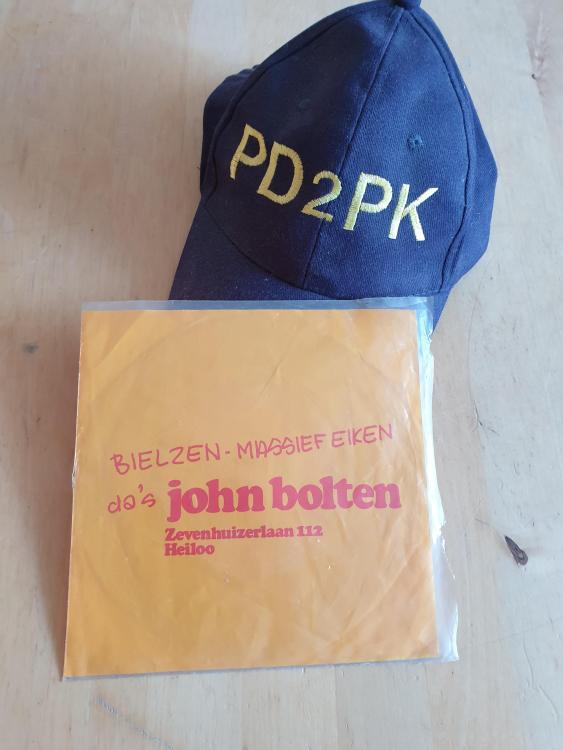 PD2PK
BIELZEN-MASSIEF EIKEN
da's john bolten
Zevenhuizerlaan 112
Heiloo